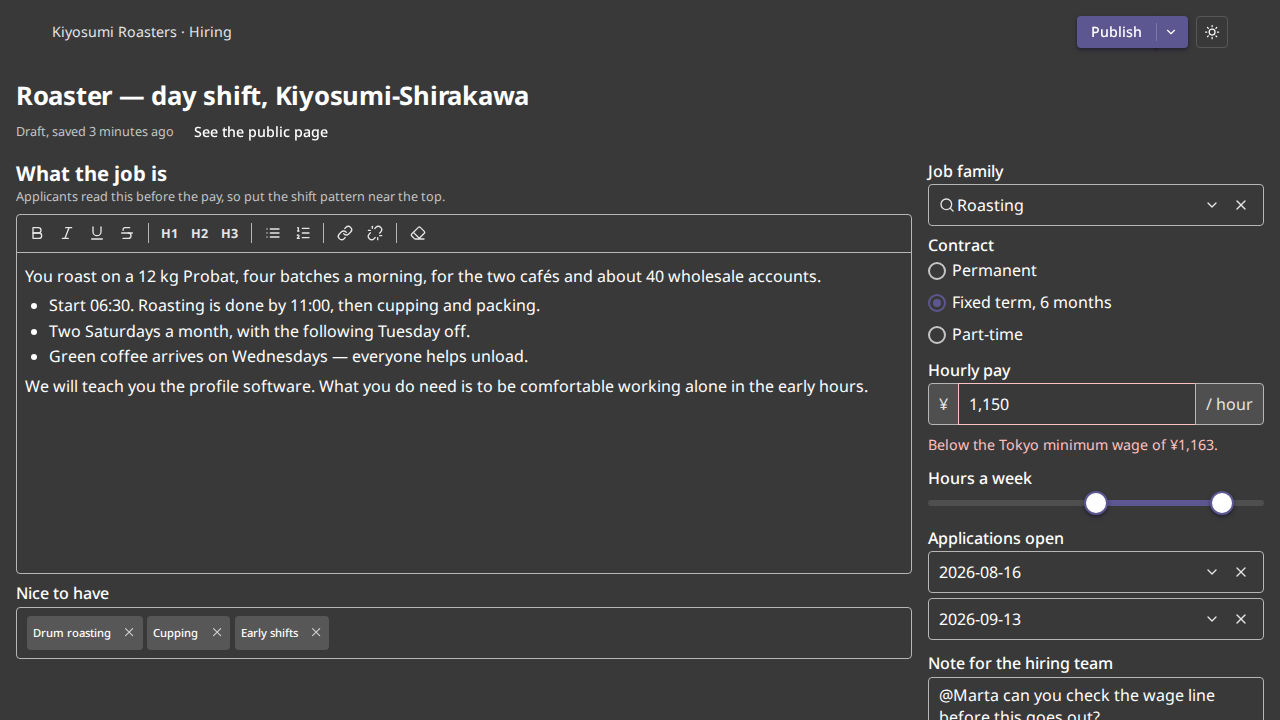 Kiyosumi Roasters · Hiring
Publish
Roaster — day shift, Kiyosumi-Shirakawa
Draft, saved 3 minutes ago
See the public page
What the job is
Applicants read this before the pay, so put the shift pattern near the top.
B I U S H1 H2 H3
You roast on a 12 kg Probat, four batches a morning, for the two cafés and about 40 wholesale accounts.
Start 06:30. Roasting is done by 11:00, then cupping and packing.
Two Saturdays a month, with the following Tuesday off.
Green coffee arrives on Wednesdays — everyone helps unload.
We will teach you the profile software. What you do need is to be comfortable working alone in the early hours.
Nice to have
Drum roasting
Cupping
Early shifts
Job family
Roasting
Contract
Permanent
Fixed term, 6 months
Part-time
Hourly pay
¥ 1,150 / hour
Below the Tokyo minimum wage of ¥1,163.
Hours a week
Applications open
2026-08-16
2026-09-13
Note for the hiring team
@Marta can you check the wage line
before this goes out?